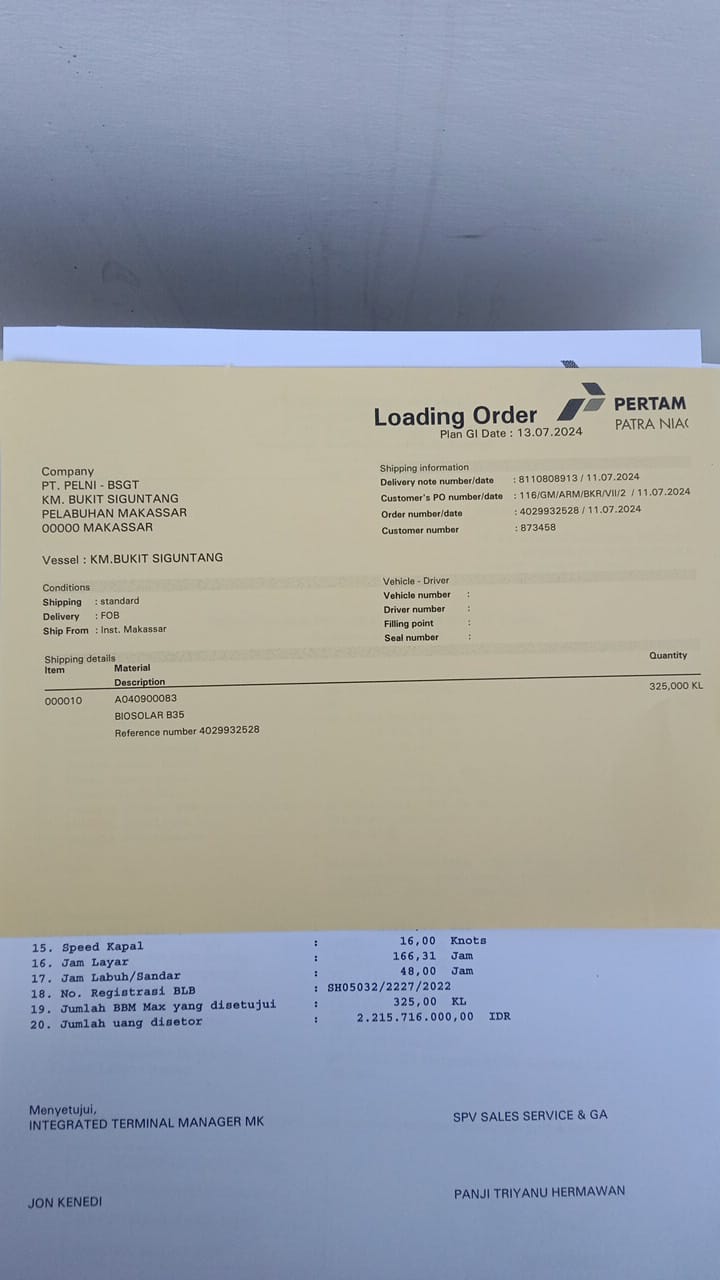 Loading Order
Plan GI Date : 13.07.2024
PERTAM
PATRA NIA
Company
PT. PELNI - BSGT
KM. BUKIT SIGUNTANG
PELABUHAN MAKASSAR
00000 MAKASSAR
Vessel : KM.BUKIT SIGUNTANG
Shipping information
Delivery note number/date : 8110808913 / 11.07.2024
Customer's PO number/date : 116/GM/ARM/BKR/VII/2 / 11.07.2024
Order number/date : 4029932528 / 11.07.2024
Customer number : 873458
Conditions
Shipping : standard
Delivery : FOB
Ship From : Inst. Makassar
Vehicle - Driver
Vehicle number :
Driver number :
Filling point :
Seal number :
Shipping details
Item Material Quantity
Description
000010 A040900083 325,000 KL
BIOSOLAR B35
Reference number 4029932528
15. Speed Kapal : 16,00 Knots
16. Jam Layar : 166,31 Jam
17. Jam Labuh/Sandar : 48,00 Jam
18. No. Registrasi BLB : SH05032/2227/2022
19. Jumlah BBM Max yang disetujui : 325,00 KL
20. Jumlah uang disetor : 2.215.716.000,00 IDR
Menyetujui,
INTEGRATED TERMINAL MANAGER MK
SPV SALES SERVICE & GA
JON KENEDI
PANJI TRIYANU HERMAWAN